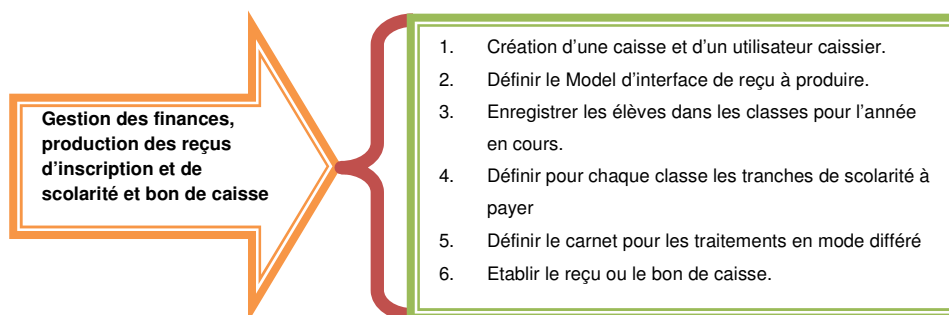 Gestion des finances,
production des reçus
d'inscription et de
scolarité et bon de caisse
1. Création d'une caisse et d'un utilisateur caissier.
2. Définir le Model d'interface de reçu à produire.
3. Enregistrer les élèves dans les classes pour l'année
en cours.
4. Définir pour chaque classe les tranches de scolarité à
payer
5. Définir le carnet pour les traitements en mode différé
6. Etablir le reçu ou le bon de caisse.